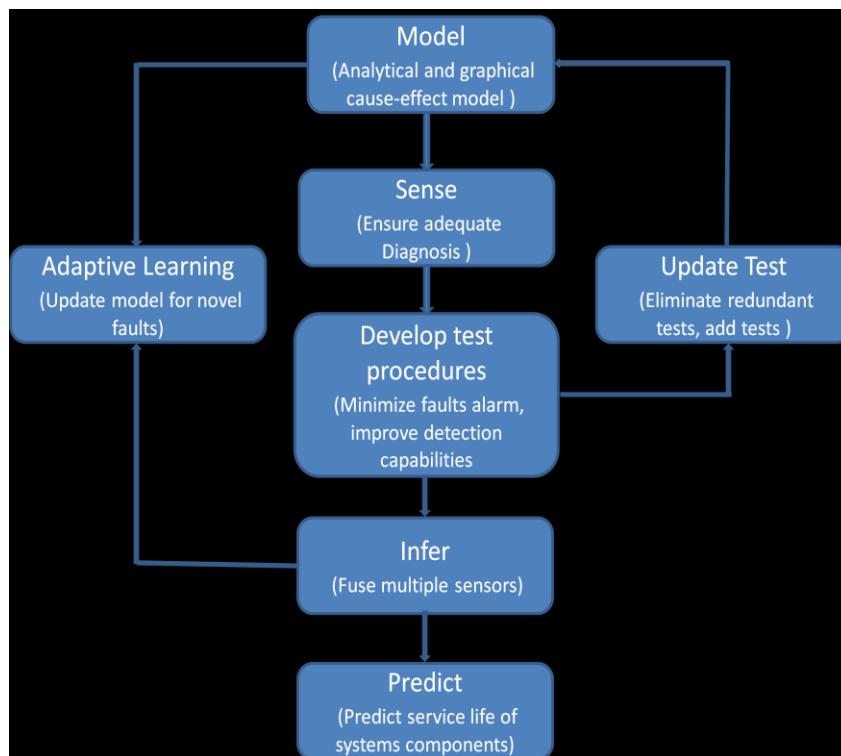 Model
(Analytical and graphical
cause-effect model )
Sense
(Ensure adequate
Diagnosis )
Adaptive Learning
(Update model for novel
faults)
Update Test
(Eliminate redundant
tests, add tests )
Develop test
procedures
(Minimize faults alarm,
improve detection
capabilities
Infer
(Fuse multiple sensors)
Predict
(Predict service life of
systems components)